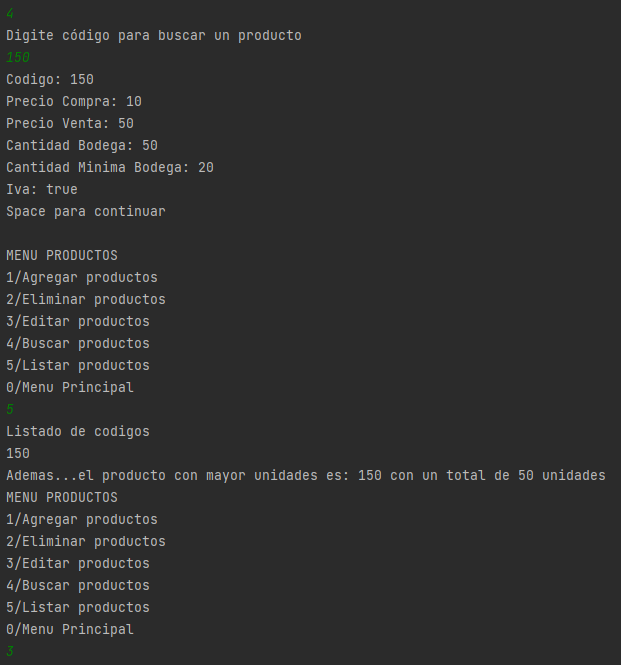 4
Digite código para buscar un producto
150
Codigo: 150
Precio Compra: 10
Precio Venta: 50
Cantidad Bodega: 50
Cantidad Minima Bodega: 20
Iva: true
Space para continuar
MENU PRODUCTOS
1/Agregar productos
2/Eliminar productos
3/Editar productos
4/Buscar productos
5/Listar productos
0/Menu Principal
5
Listado de codigos
150
Ademas...el producto con mayor unidades es: 150 con un total de 50 unidades
MENU PRODUCTOS
1/Agregar productos
2/Eliminar productos
3/Editar productos
4/Buscar productos
5/Listar productos
0/Menu Principal
3